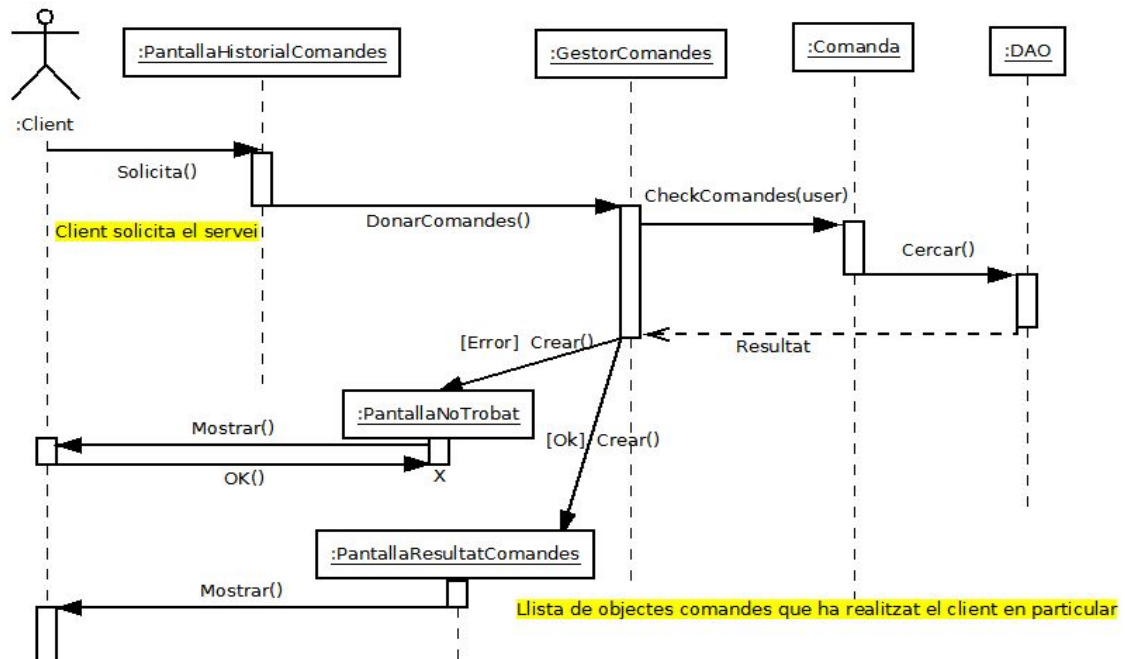 :PantallaHistorialComandes
:GestorComandes
:Comanda
:DAO
:Client
Solicita()
CheckComandes(user)
DonarComandes()
Client solicita el servei
Cercar()
[Error] Crear()
Resultat
:PantallaNoTrobat
Mostrar()
[Ok] Crear()
OK()
X
:PantallaResultatComandes
Mostrar()
Llista de objectes comandes que ha realitzat el client en particular